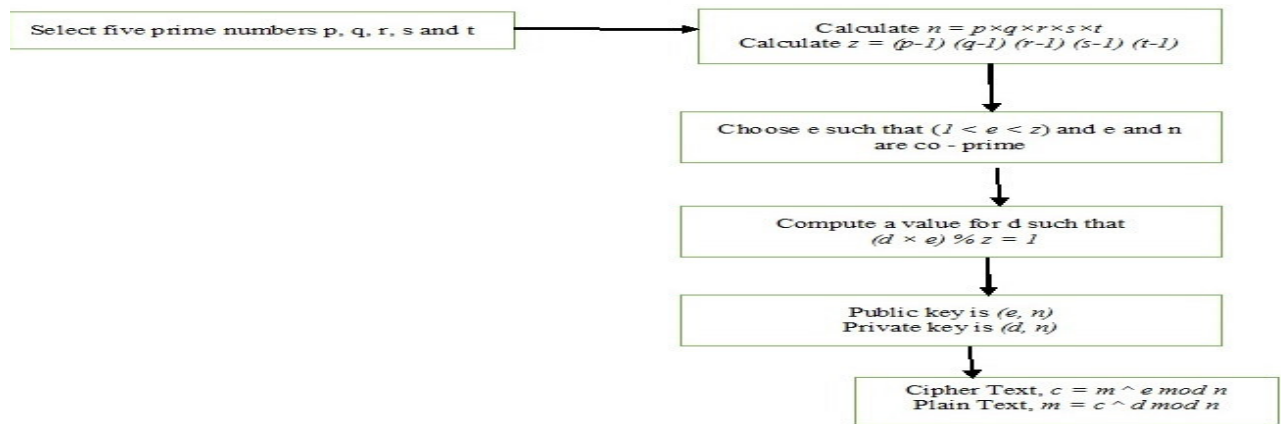 Select five prime numbers p, q, r, s and t
Calculate n = p×q×r×s×t
Calculate z = (p-1) (q-1) (r-1) (s-1) (t-1)
Choose e such that (1 < e < z) and e and n
are co - prime
Compute a value for d such that
(d × e) % z = 1
Public key is (e, n)
Private key is (d, n)
Cipher Text, c = m ^ e mod n
Plain Text, m = c ^ d mod n